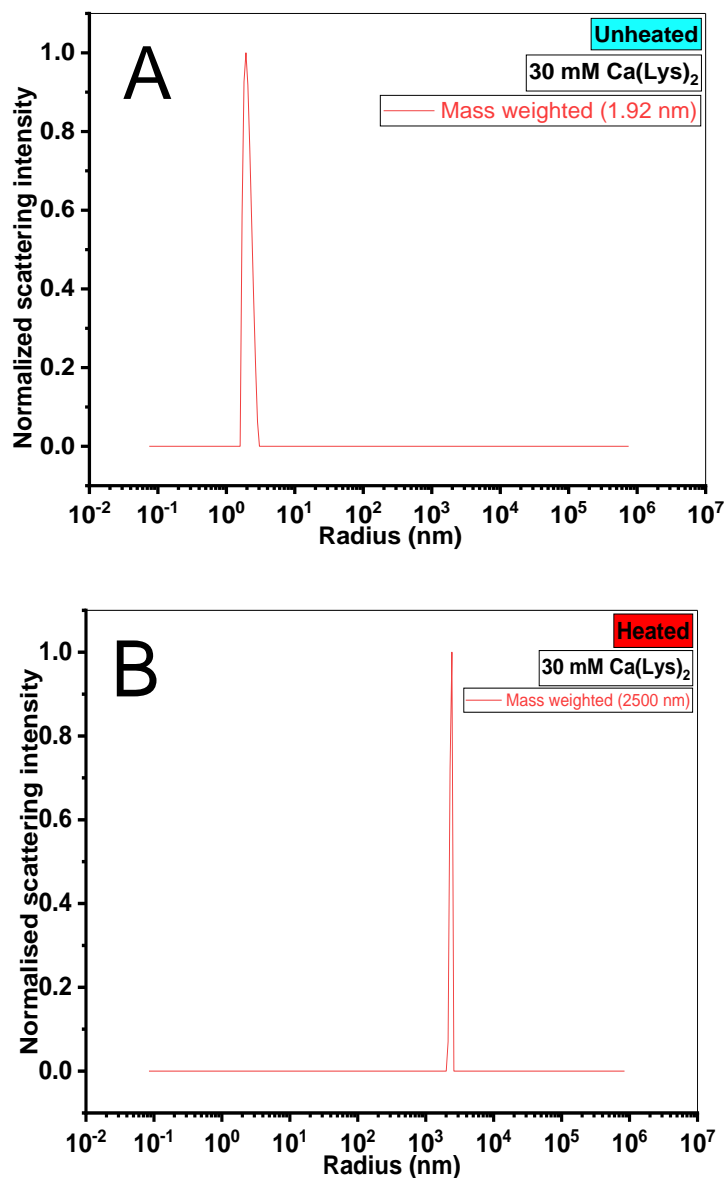 A
Unheated
30 mM Ca(Lys)₂
Mass weighted (1.92 nm)
Normalized scattering intensity
1.0
0.8
0.6
0.4
0.2
0.0
10⁻² 10⁻¹ 10⁰ 10¹ 10² 10³ 10⁴ 10⁵ 10⁶ 10⁷
Radius (nm)
B
Heated
30 mM Ca(Lys)₂
Mass weighted (2500 nm)
Normalised scattering intensity
1.0
0.8
0.6
0.4
0.2
0.0
10⁻² 10⁻¹ 10⁰ 10¹ 10² 10³ 10⁴ 10⁵ 10⁶ 10⁷
Radius (nm)